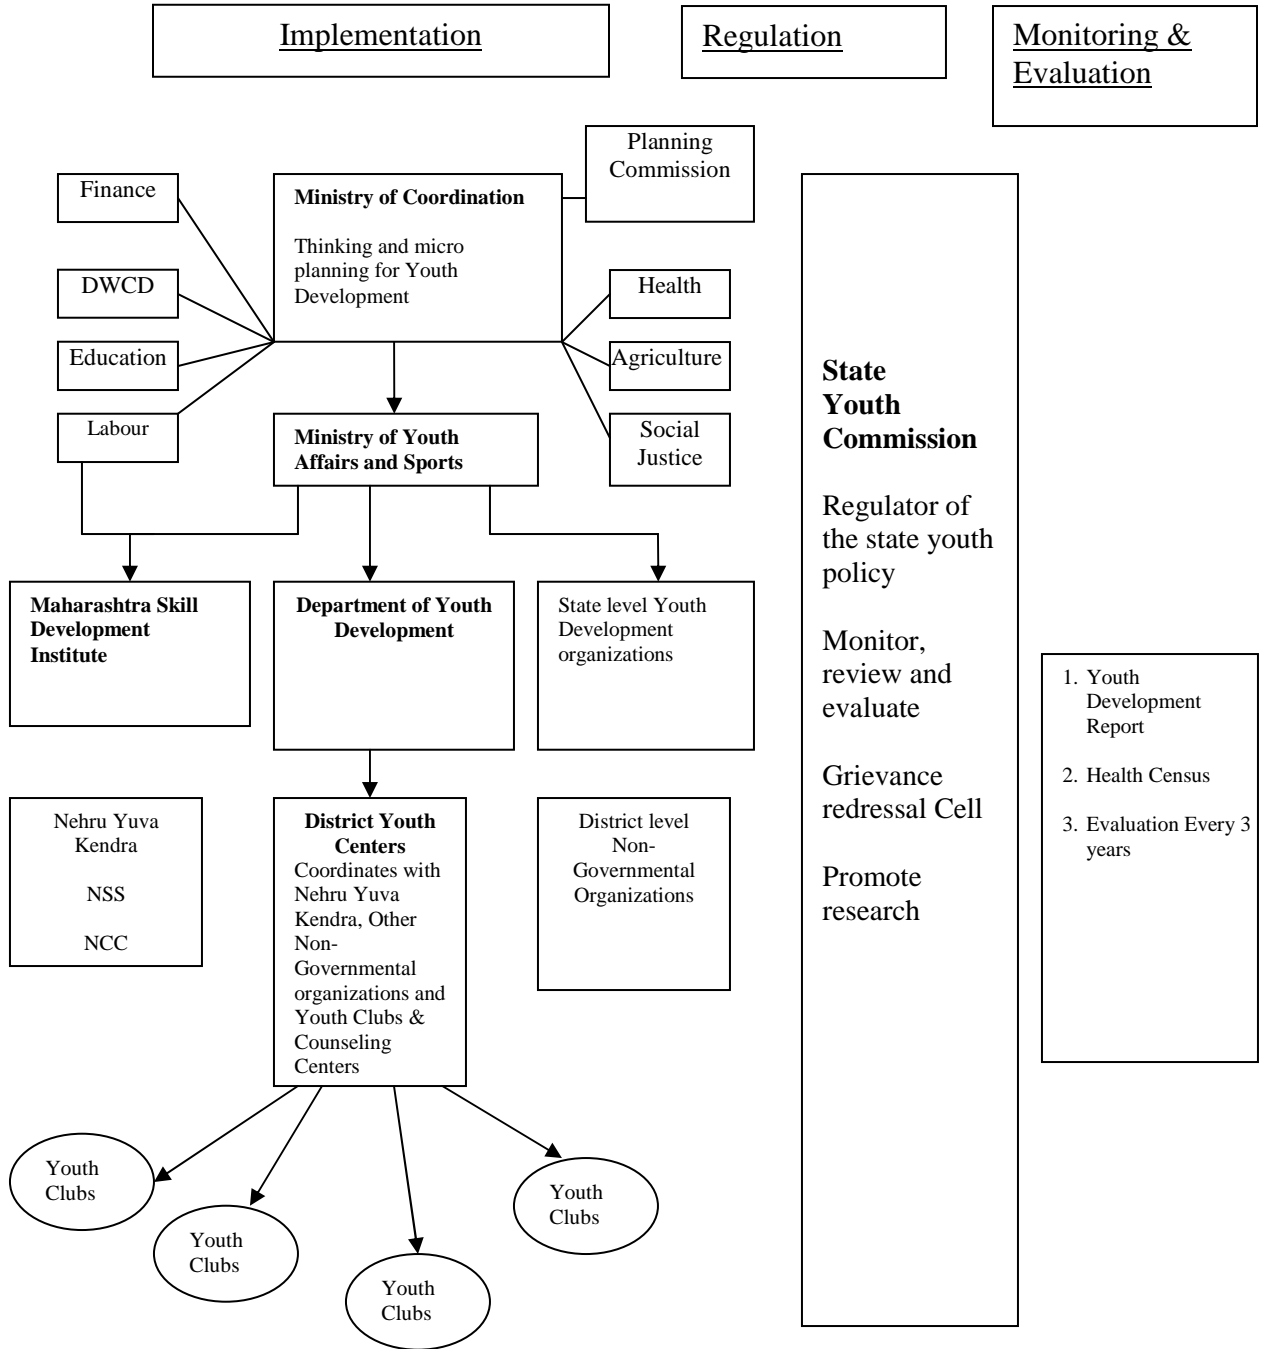 Implementation
Regulation
Monitoring &
Evaluation
Planning
Commission
Finance
Ministry of Coordination
Thinking and micro
planning for Youth
Development
DWCD
Health
Education
Agriculture
Labour
Ministry of Youth
Affairs and Sports
Social
Justice
Maharashtra Skill
Development
Institute
Department of Youth
Development
State level Youth
Development
organizations
Nehru Yuva
Kendra
NSS
NCC
District Youth
Centers
Coordinates with
Nehru Yuva
Kendra, Other
Non-
Governmental
organizations and
Youth Clubs &
Counseling
Centers
District level
Non-
Governmental
Organizations
Youth
Clubs
Youth
Clubs
Youth
Clubs
Youth
Clubs
State
Youth
Commission
Regulator of
the state youth
policy
Monitor,
review and
evaluate
Grievance
redressal Cell
Promote
research
1. Youth
Development
Report
2. Health Census
3. Evaluation Every 3
years